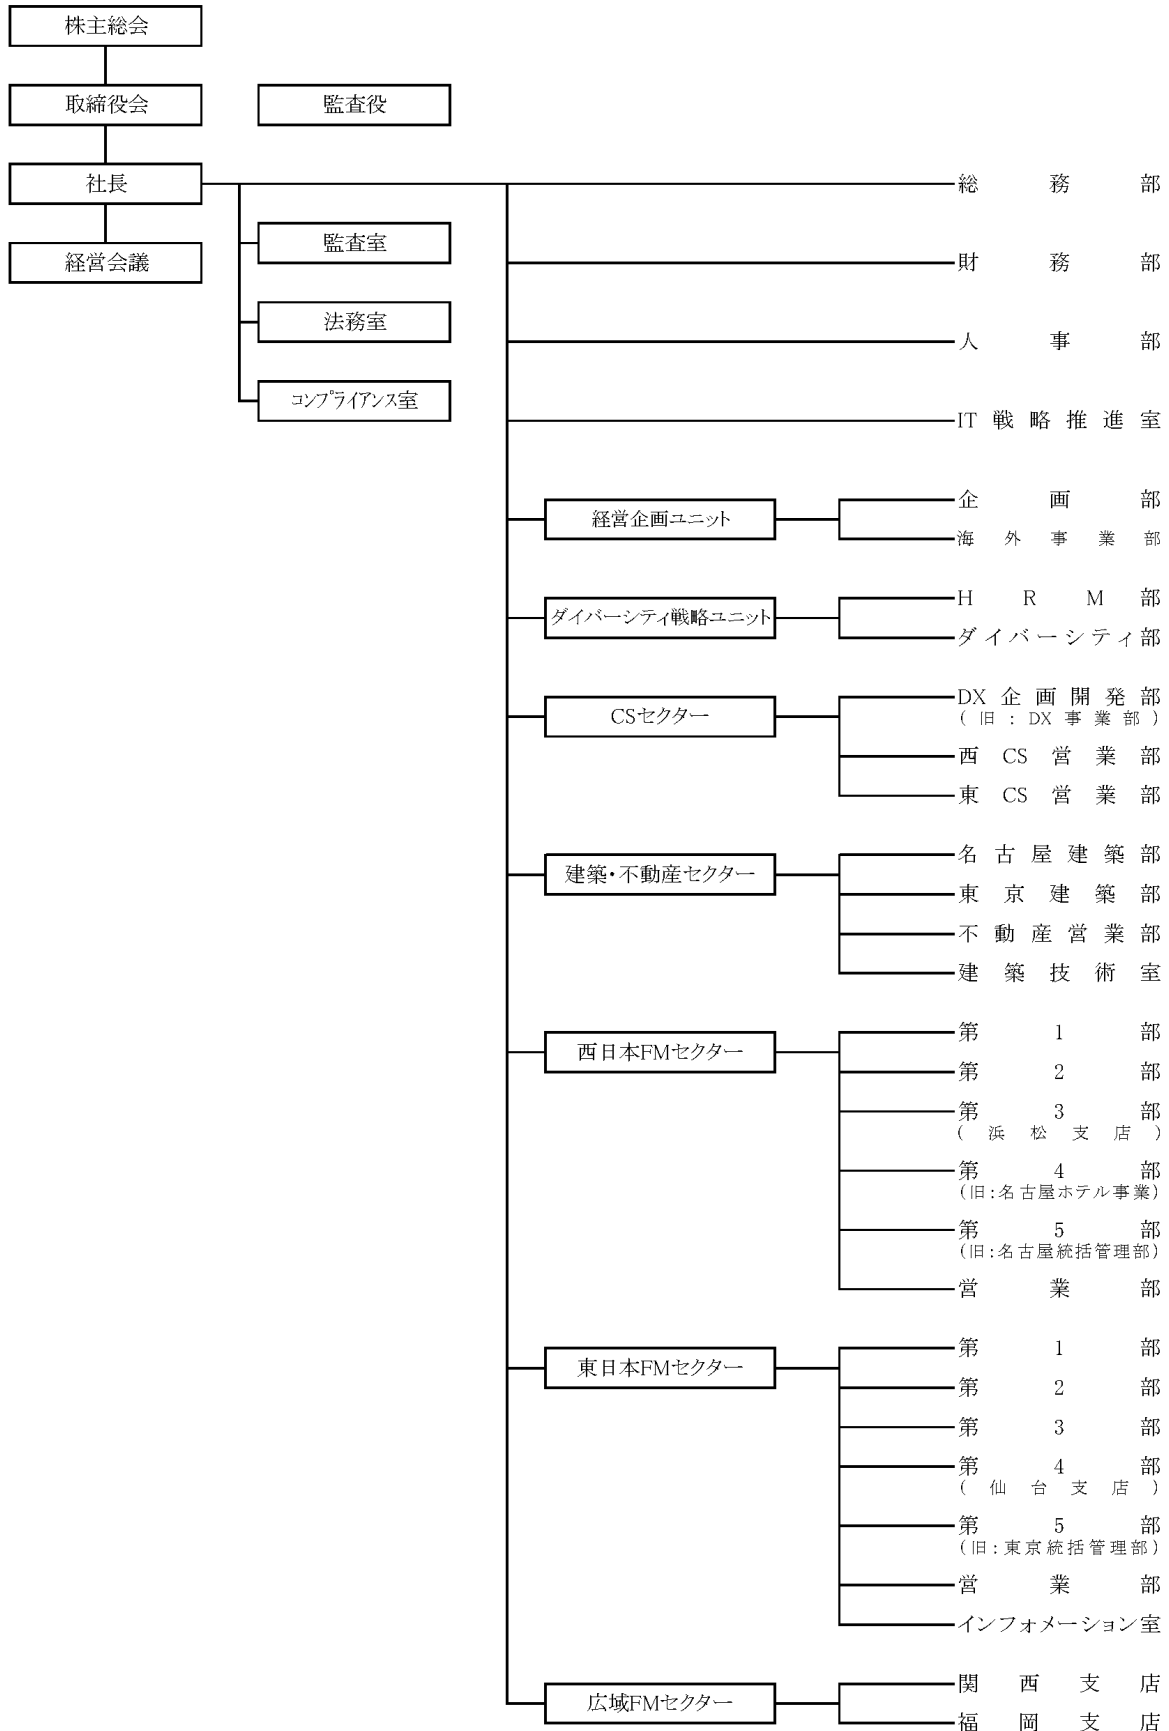 株主総会
取締役会
監査役
社長
総務部
監査室
経営会議
財務部
法務室
人事部
コンプライアンス室
IT戦略推進室
経営企画ユニット
企画部
海外事業部
ダイバーシティ戦略ユニット
HRM部
ダイバーシティ部
CSセクター
DX企画開発部
(旧:DX事業部)
西CS営業部
東CS営業部
建築・不動産セクター
名古屋建築部
東京建築部
不動産営業部
建築技術室
西日本FMセクター
第1部
第2部
第3部
(浜松支店)
第4部
(旧:名古屋ホテル事業)
第5部
(旧:名古屋統括管理部)
営業部
東日本FMセクター
第1部
第2部
第3部
第4部
(仙台支店)
第5部
(旧:東京統括管理部)
営業部
インフォメーション室
広域FMセクター
関西支店
福岡支店